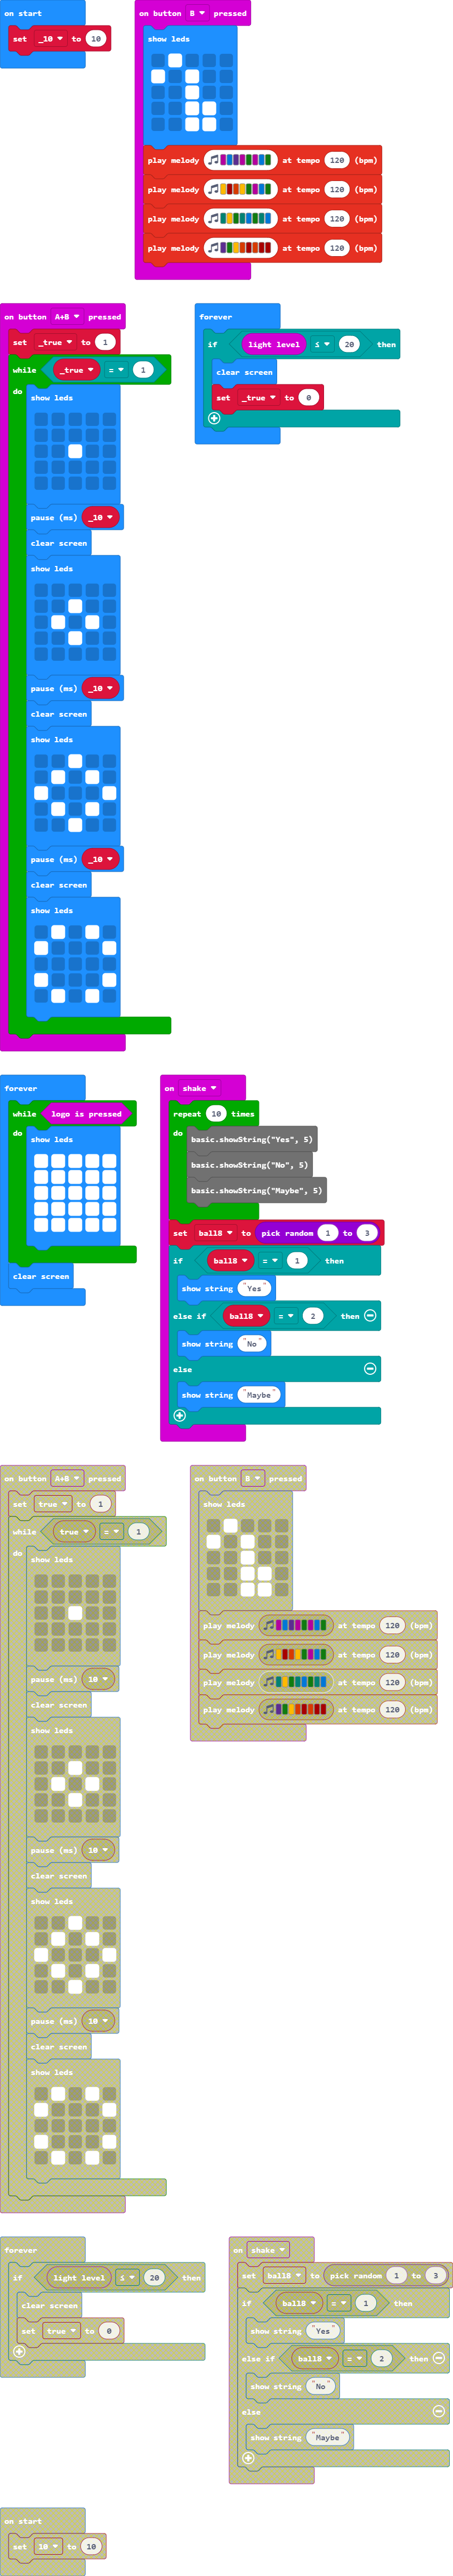 on start
set _10 to 10
on button B pressed
show leds
play melody at tempo 120 (bpm)
play melody at tempo 120 (bpm)
play melody at tempo 120 (bpm)
play melody at tempo 120 (bpm)
on button A+B pressed
set _true to 1
while _true = 1
do
show leds
pause (ms) _10
clear screen
show leds
pause (ms) _10
clear screen
show leds
pause (ms) _10
clear screen
show leds
forever
if light level ≤ 20 then
clear screen
set _true to 0
forever
while logo is pressed
do
show leds
clear screen
on shake
repeat 10 times
do
basic.showString("Yes", 5)
basic.showString("No", 5)
basic.showString("Maybe", 5)
set ball8 to pick random 1 to 3
if ball8 = 1 then
show string "Yes"
else if ball8 = 2 then
show string "No"
else
show string "Maybe"
on button A+B pressed
set true to 1
while true = 1
do
show leds
pause (ms) 10
clear screen
show leds
pause (ms) 10
clear screen
show leds
pause (ms) 10
clear screen
show leds
on button B pressed
show leds
play melody at tempo 120 (bpm)
play melody at tempo 120 (bpm)
play melody at tempo 120 (bpm)
play melody at tempo 120 (bpm)
forever
if light level ≤ 20 then
clear screen
set true to 0
on shake
set ball8 to pick random 1 to 3
if ball8 = 1 then
show string "Yes"
else if ball8 = 2 then
show string "No"
else
show string "Maybe"
on start
set 10 to 10